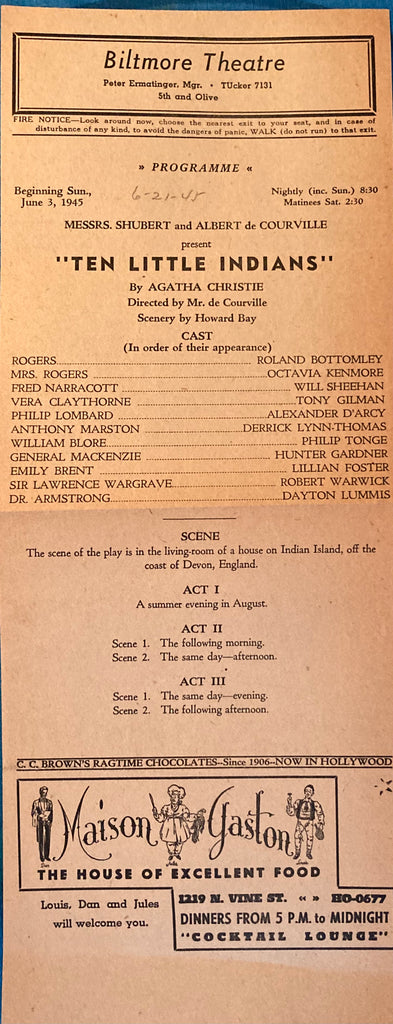 Biltmore Theatre
Peter Ermatinger, Mgr. • TUcker 7131
5th and Olive
FIRE NOTICE—Look around now, choose the nearest exit to your seat, and in case of
disturbance of any kind, to avoid the dangers of panic, WALK (do not run) to that exit.
» PROGRAMME «
Beginning Sun.,
June 3, 1945
6-21-45
Nightly (inc. Sun.) 8:30
Matinees Sat. 2:30
MESSRS. SHUBERT and ALBERT de COURVILLE
present
"TEN LITTLE INDIANS"
By AGATHA CHRISTIE
Directed by Mr. de Courville
Scenery by Howard Bay
CAST
(In order of their appearance)
ROGERS........ROLAND BOTTOMLEY
MRS. ROGERS........OCTAVIA KENMORE
FRED NARRACOTT........WILL SHEEHAN
VERA CLAYTHORNE........TONY GILMAN
PHILIP LOMBARD........ALEXANDER D'ARCY
ANTHONY MARSTON........DERRICK LYNN-THOMAS
WILLIAM BLORE........PHILIP TONGE
GENERAL MACKENZIE........HUNTER GARDNER
EMILY BRENT........LILLIAN FOSTER
SIR LAWRENCE WARGRAVE........ROBERT WARWICK
DR. ARMSTRONG........DAYTON LUMMIS
SCENE
The scene of the play is in the living-room of a house on Indian Island, off the
coast of Devon, England.
ACT I
A summer evening in August.
ACT II
Scene 1. The following morning.
Scene 2. The same day—afternoon.
ACT III
Scene 1. The same day—evening.
Scene 2. The following afternoon.
C. C. BROWN'S RAGTIME CHOCOLATES—Since 1906—NOW IN HOLLYWOOD
Maison Gaston
Dan
Jules
Louis
THE HOUSE OF EXCELLENT FOOD
Louis, Dan and Jules
will welcome you.
1219 N. VINE ST. « » HO-0677
DINNERS FROM 5 P.M. to MIDNIGHT
"COCKTAIL LOUNGE"